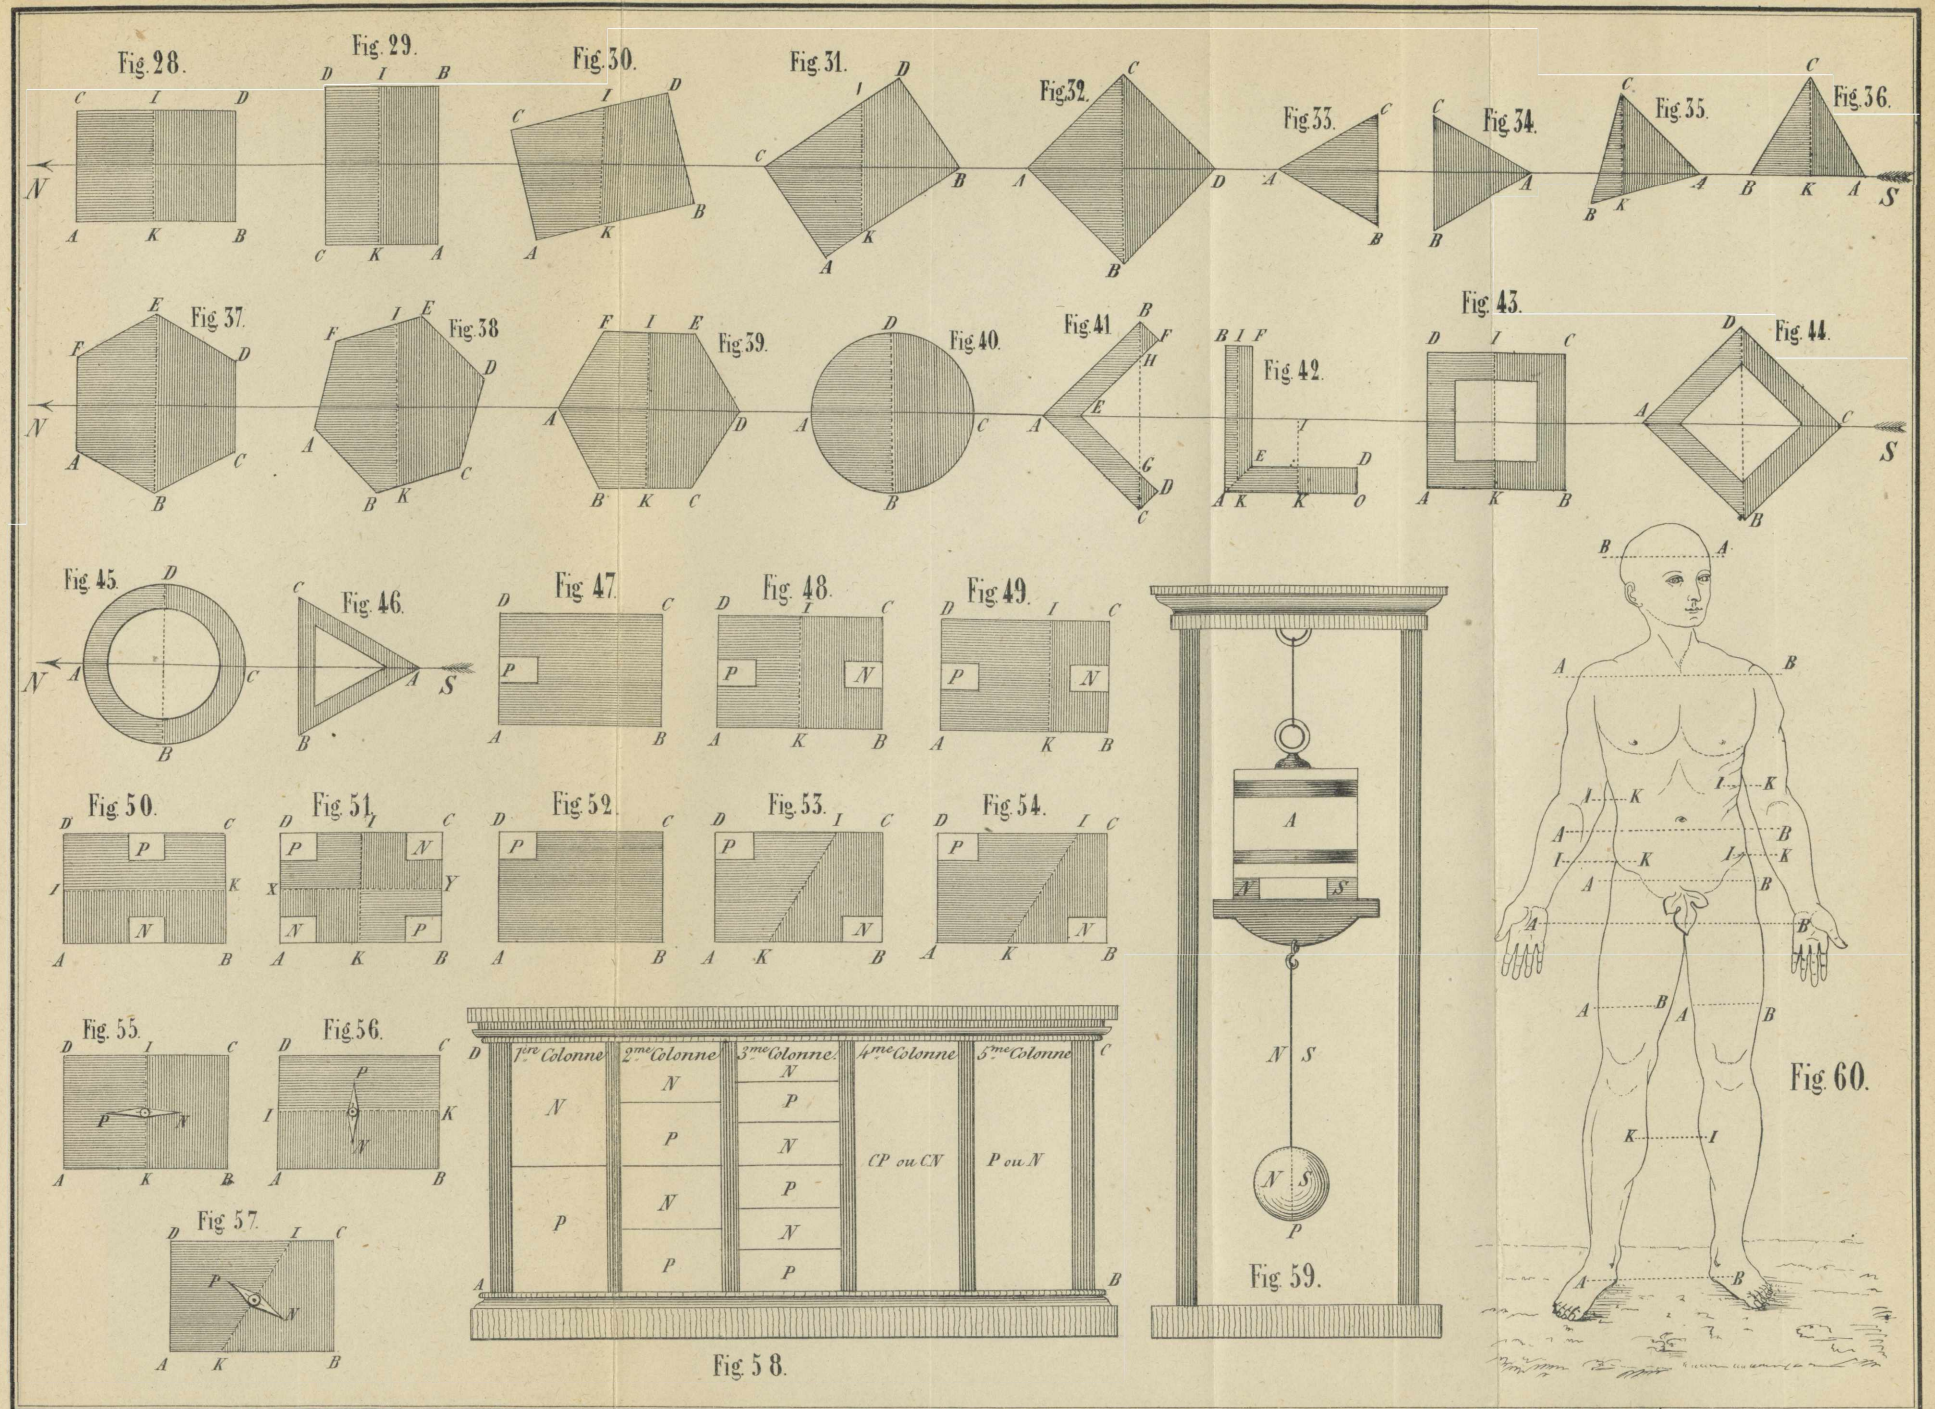 Fig. 28.
C I D
A K B
Fig. 29.
D I B
C K A
Fig. 30.
C I D
A K B
Fig. 31.
C I D
A K B
Fig. 32.
A C D
B
Fig. 33.
A C
B
Fig. 34.
C A
B
Fig. 35.
C
B K A
Fig. 36.
C
B K A
N S
Fig. 37.
F E D
A B C
Fig. 38
F I E D
A B K C
Fig. 39.
F I E
A D
B K C
Fig. 40.
D
A C
B
Fig. 41
B F
H
A E
G D
C
Fig. 42.
B I F
I
E D
A K K O
Fig. 43.
D I C
A K B
Fig. 44.
D
A C
B
N S
Fig. 45.
D
A C
B
Fig. 46.
C
A
B
N S
Fig. 47.
D C
P
A B
Fig. 48.
D I C
P N
A K B
Fig. 49.
D I C
P N
A K B
Fig. 50.
D C
P
I K
N
A B
Fig. 51.
D I C
P N
X Y
N P
A K B
Fig. 52.
D C
P
A B
Fig. 53.
D I C
P
N
A K B
Fig. 54.
D I C
P
N
A K B
Fig. 55.
D I C
P N
A K B
Fig. 56.
D C
P
I K
N
A B
Fig. 57.
D I C
P
N
A K B
D 1ere Colonne 2me Colonne 3me Colonne. 4me Colonne 5me Colonne C
N N N
P
P N
CP ou CN P ou N
N P
P N
P P
A B
Fig. 58.
A
N S
N S
N S
P
Fig. 59.
B A
A B
I K I K
A B
I K I K
A B
A B
A B A B
K I
A B
Fig. 60.